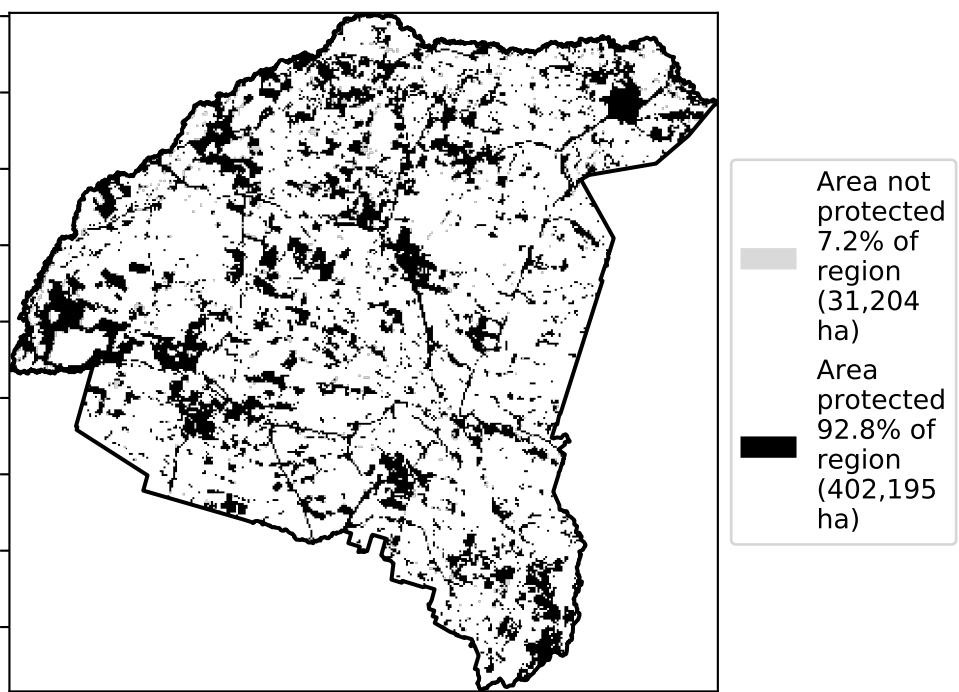 Area not
protected
7.2% of
region
(31,204
ha)
Area
protected
92.8% of
region
(402,195
ha)